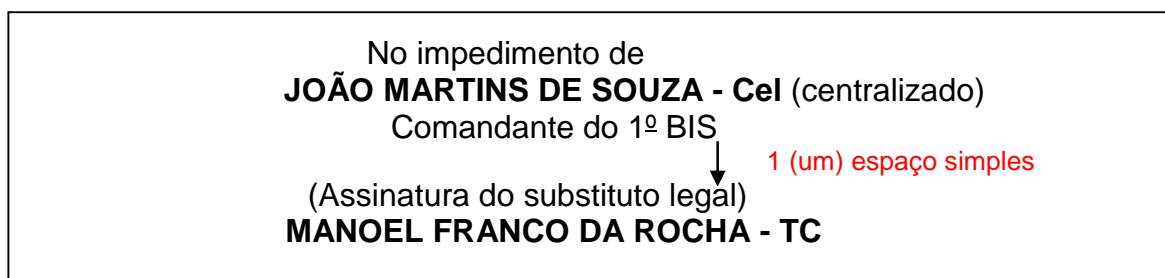 No impedimento de
JOÃO MARTINS DE SOUZA - Cel (centralizado)
Comandante do 1º BIS
1 (um) espaço simples
(Assinatura do substituto legal)
MANOEL FRANCO DA ROCHA - TC